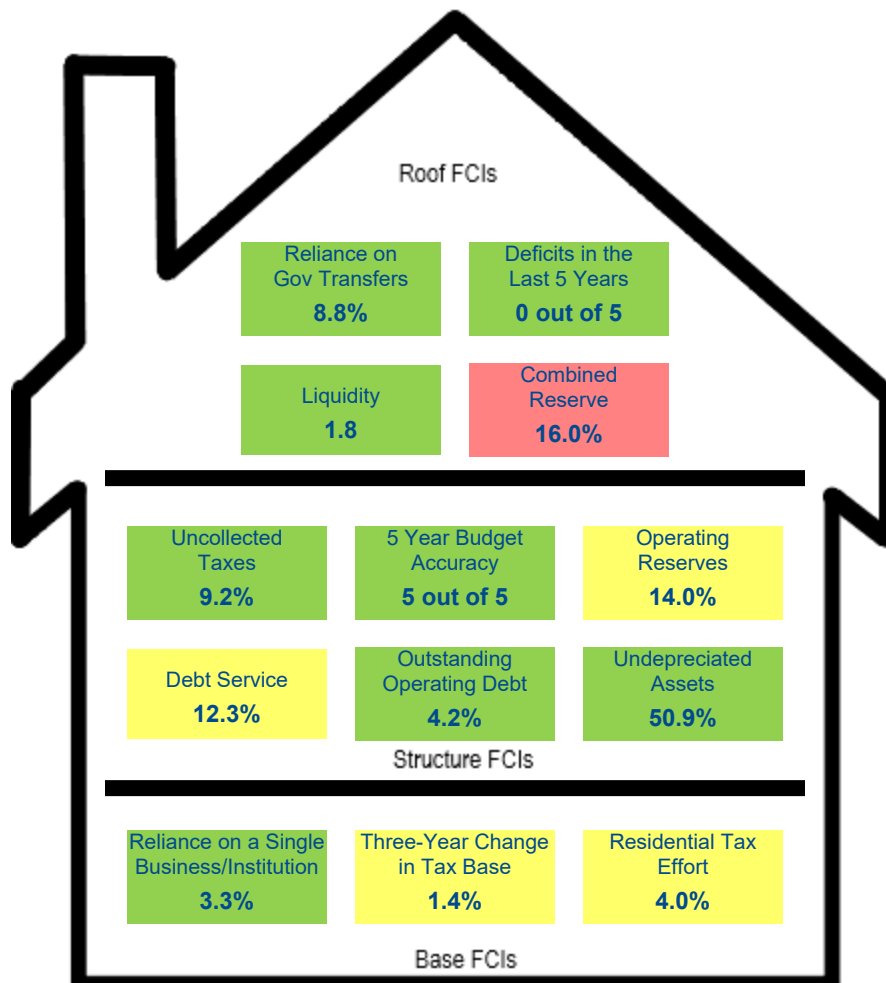 Roof FCIs
Reliance on
Gov Transfers
8.8%
Deficits in the
Last 5 Years
0 out of 5
Liquidity
1.8
Combined
Reserve
16.0%
Uncollected
Taxes
9.2%
5 Year Budget
Accuracy
5 out of 5
Operating
Reserves
14.0%
Debt Service
12.3%
Outstanding
Operating Debt
4.2%
Undepreciated
Assets
50.9%
Structure FCIs
Reliance on a Single
Business/Institution
3.3%
Three-Year Change
in Tax Base
1.4%
Residential Tax
Effort
4.0%
Base FCIs